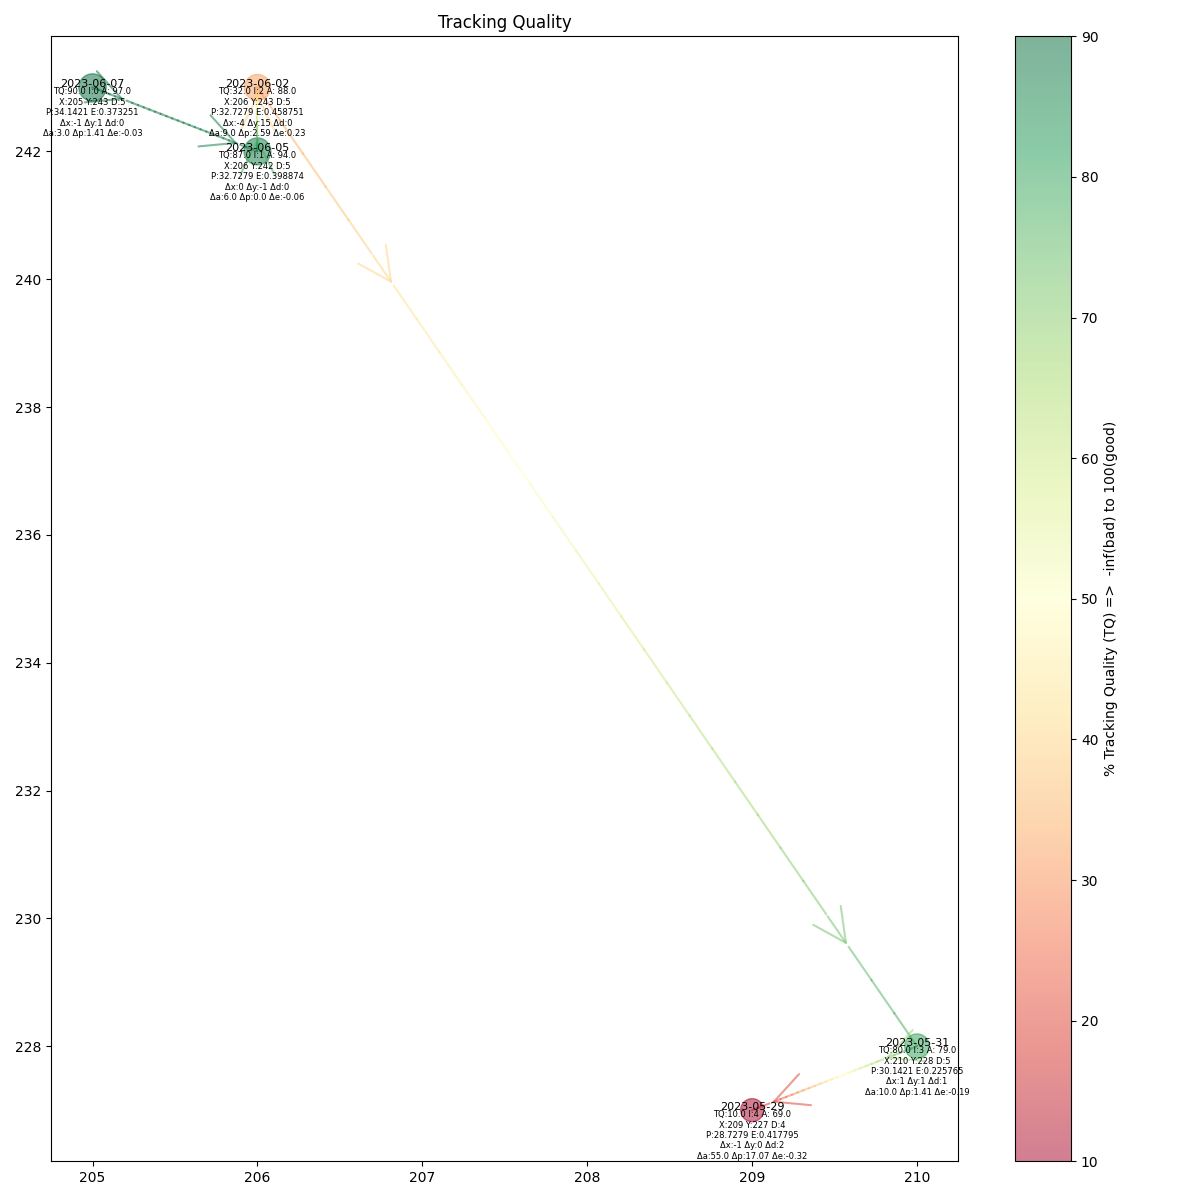 Tracking Quality
2023-06-07
TQ:90.0 I:0 A: 97.0
X:205 Y:243 D:5
P:34.1421 E:0.373251
Δx:-1 Δy:1 Δd:0
Δa:3.0 Δp:1.41 Δe:-0.03
2023-06-02
TQ:32.0 I:2 A: 88.0
X:206 Y:243 D:5
P:32.7279 E:0.458751
Δx:-4 Δy:15 Δd:0
Δa:9.0 Δp:2.59 Δe:0.23
2023-06-05
TQ:87.0 I:1 A: 94.0
X:206 Y:242 D:5
P:32.7279 E:0.398874
Δx:0 Δy:-1 Δd:0
Δa:6.0 Δp:0.0 Δe:-0.06
2023-05-31
TQ:80.0 I:3 A: 79.0
X:210 Y:228 D:5
P:30.1421 E:0.225765
Δx:1 Δy:1 Δd:1
Δa:10.0 Δp:1.41 Δe:-0.19
2023-05-29
TQ:10.0 I:4 A: 69.0
X:209 Y:227 D:4
P:28.7279 E:0.417795
Δx:-1 Δy:0 Δd:2
Δa:55.0 Δp:17.07 Δe:-0.32
242
240
238
236
234
232
230
228
205
206
207
208
209
210
90
80
70
60
50
40
30
20
10
% Tracking Quality (TQ) => -inf(bad) to 100(good)